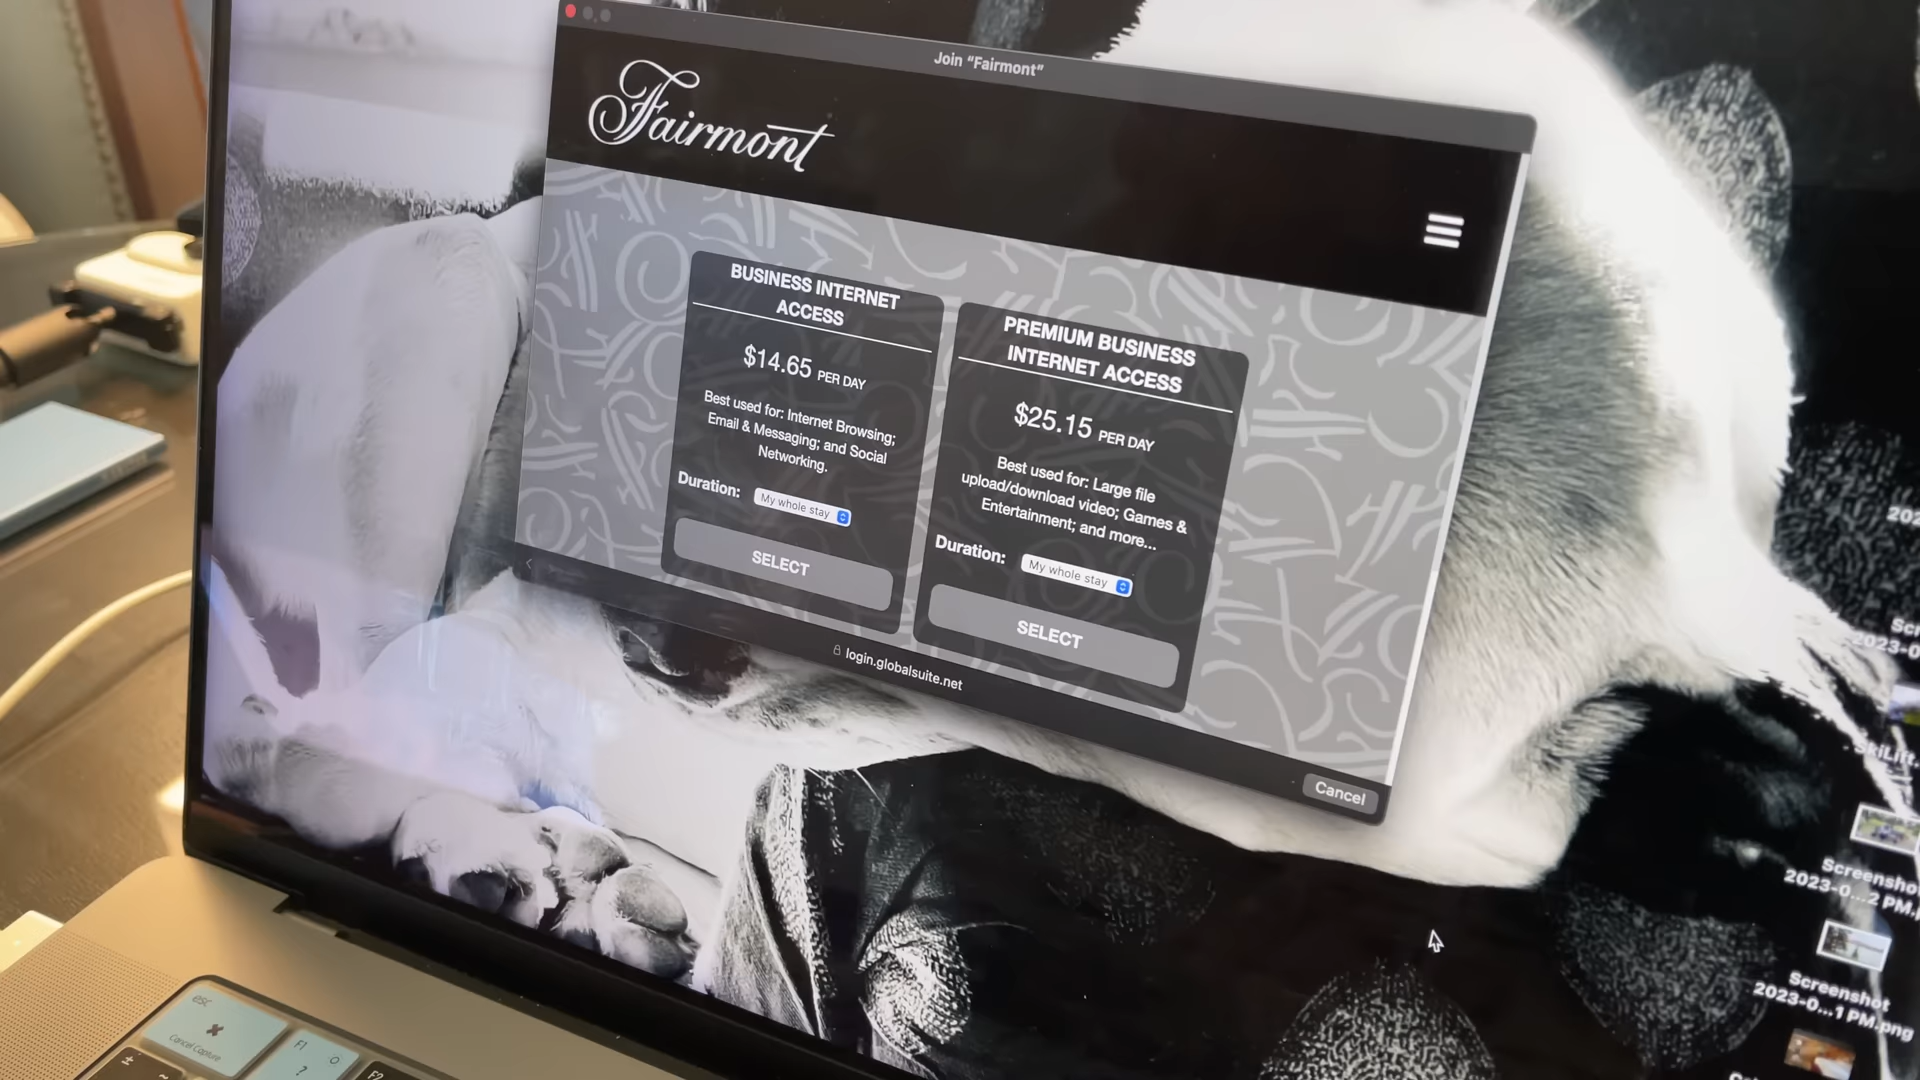 Join “Fairmont”
Fairmont
BUSINESS INTERNET
ACCESS
$14.65 PER DAY
Best used for: Internet Browsing;
Email & Messaging; and Social
Networking.
Duration: My whole stay
SELECT
PREMIUM BUSINESS
INTERNET ACCESS
$25.15 PER DAY
Best used for: Large file
upload/download video; Games &
Entertainment; and more...
Duration: My whole stay
SELECT
login.globalsuite.net
Cancel
Screenshot
2023-0...2 PM.
Screenshot
2023-0...1 PM.png
esc
Cancel Capture
F1
?
F2